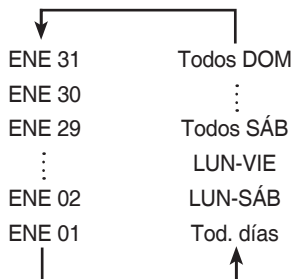 ENE 31 Todos DOM
ENE 30
ENE 29 Todos SÁB
LUN-VIE
ENE 02 LUN-SÁB
ENE 01 Tod. días